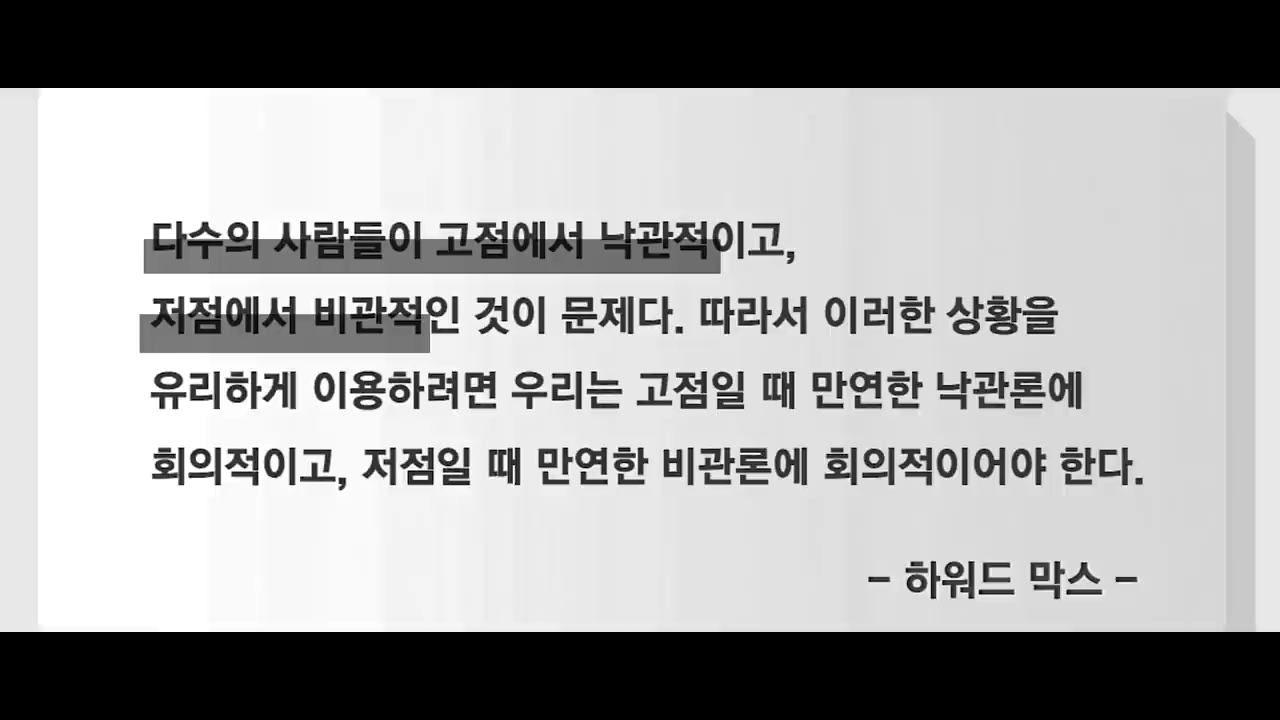 다수의 사람들이 고점에서 낙관적이고,
저점에서 비관적인 것이 문제다. 따라서 이러한 상황을
유리하게 이용하려면 우리는 고점일 때 만연한 낙관론에
회의적이고, 저점일 때 만연한 비관론에 회의적이어야 한다.
- 하워드 막스 -